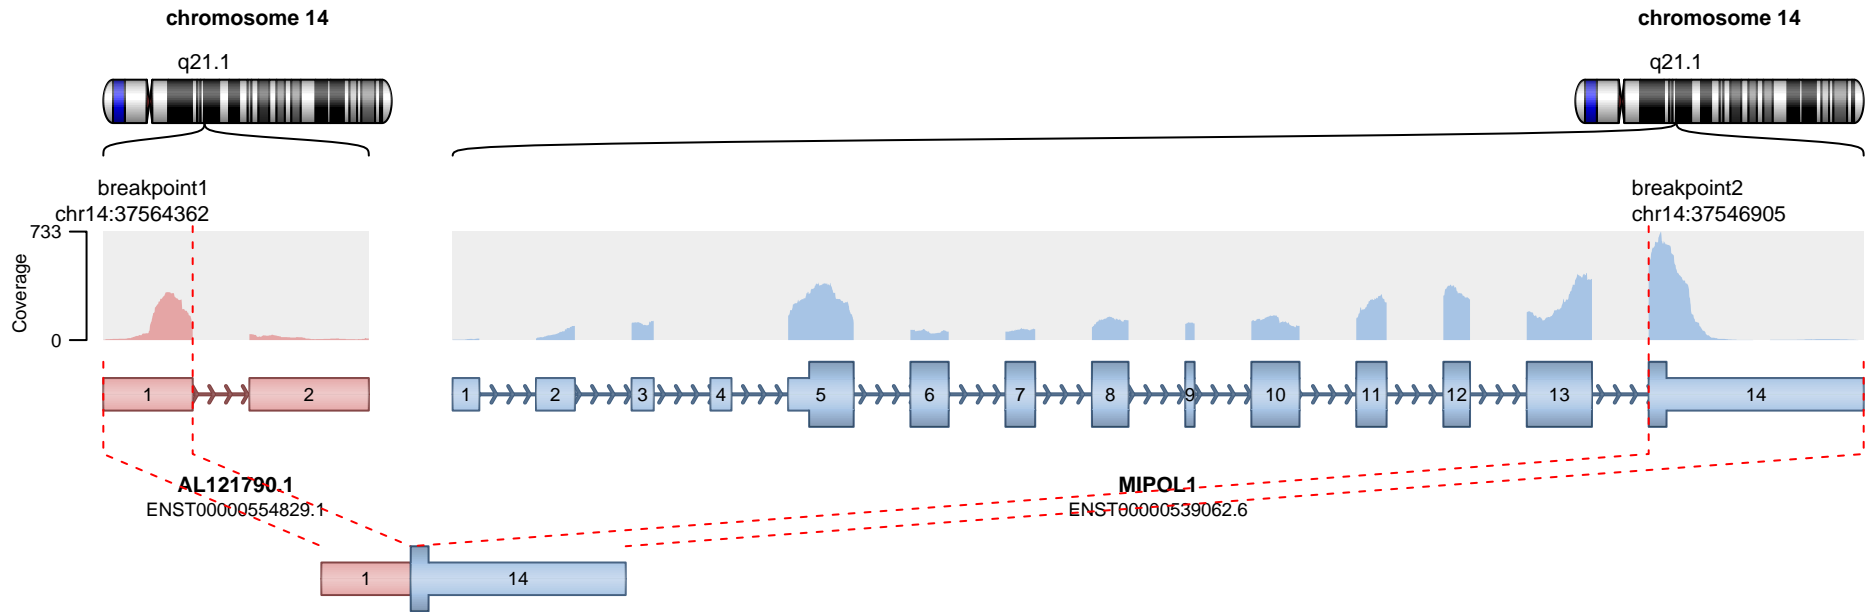 chromosome 14
chromosome 14
q21.1
q21.1
breakpoint1
chr14:37564362
breakpoint2
chr14:37546905
733
0
Coverage
1 2
1 2 3 4 5 6 7 8 9 10 11 12 13 14
AL121790.1
ENST00000554829.1
MIPOL1
ENST00000539062.6
1 14